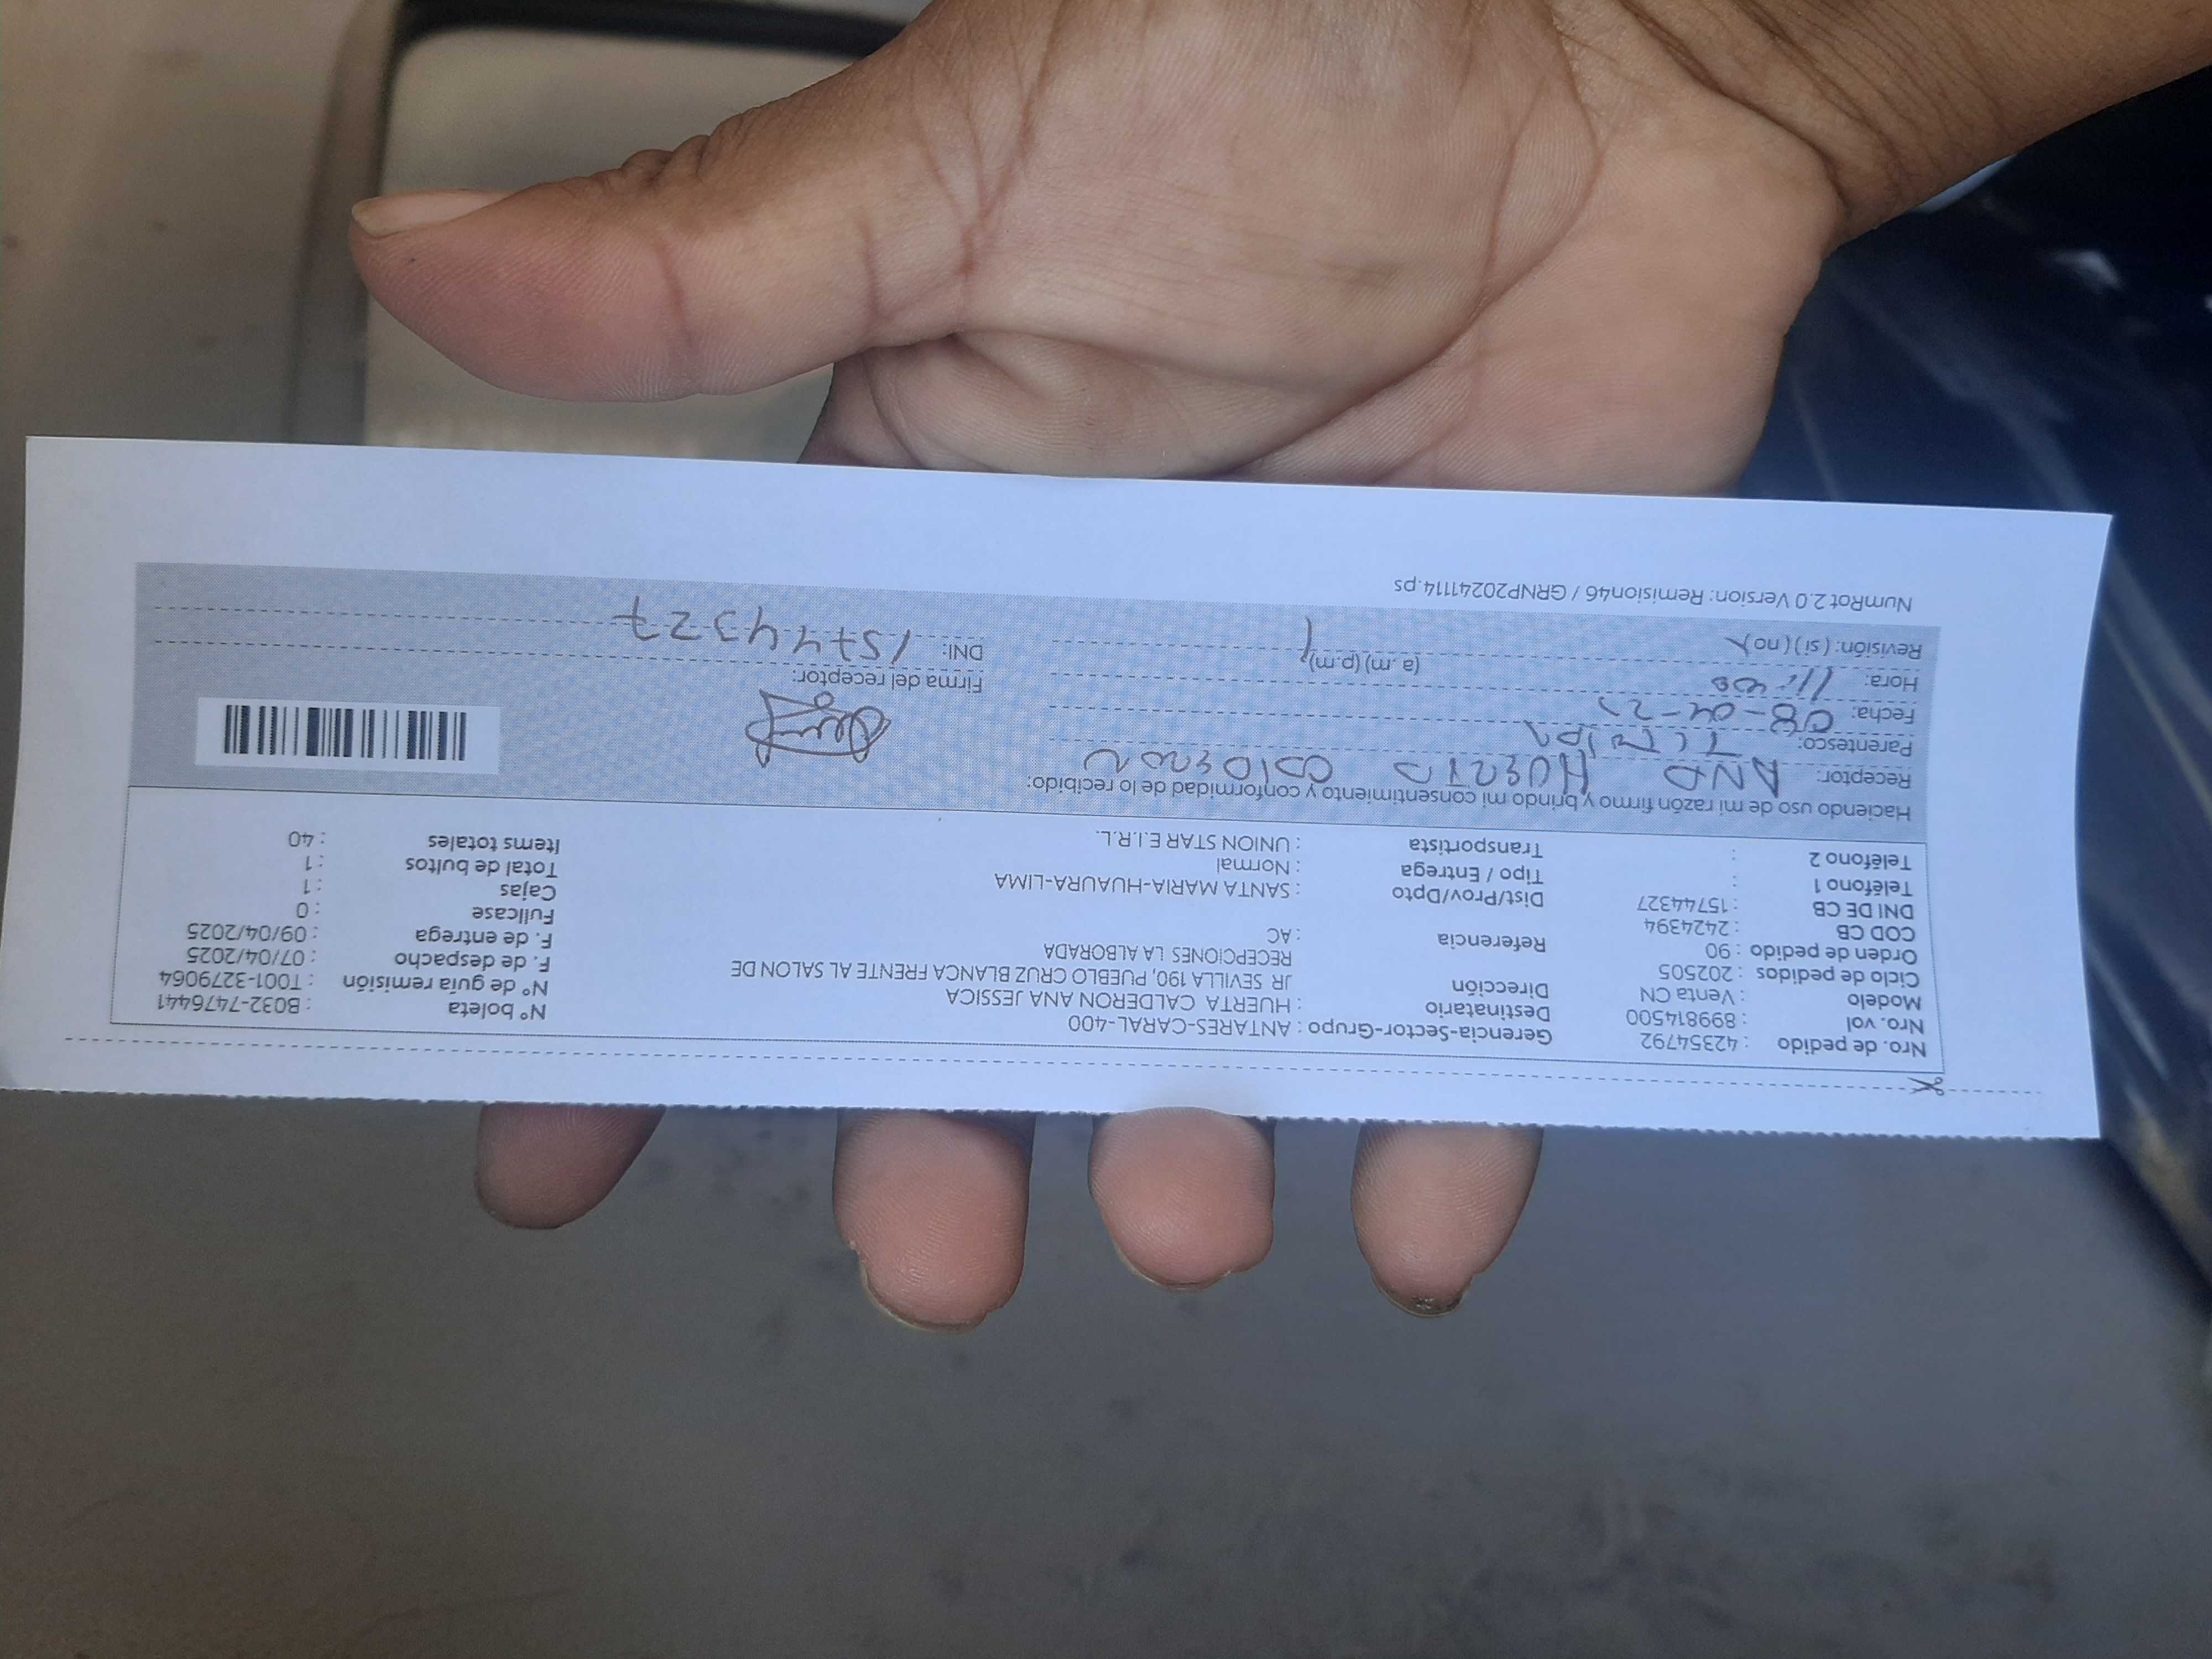 Nro. de pedido : 42354792 Gerencia-Sector-Grupo : ANTARES-CARAL-400 N° boleta : B032-7476441
Nro. vol : 899814500 Destinatario : HUERTA CALDERON ANA JESSICA N° de guía remisión : T001-3279064
Modelo : Venta CN Dirección JR SEVILLA 190, PUEBLO CRUZ BLANCA FRENTE AL SALON DE F. de despacho : 07/04/2025
Ciclo de pedidos : 202505 RECEPCIONES LA ALBORADA F. de entrega : 09/04/2025
Orden de pedido : 90 Referencia : AC Fullcase : 0
COD CB : 2424394 Cajas : 1
DNI DE CB : 15744327 Dist/Prov/Dpto : SANTA MARIA-HUAURA-LIMA Total de bultos : 1
Teléfono 1 : Tipo / Entrega : Normal Items totales : 40
Teléfono 2 : Transportista : UNION STAR E.I.R.L.
Haciendo uso de mi razón firmo y brindo mi consentimiento y conformidad de lo recibido:
Receptor: ANA HUERTA
Parentesco:
Fecha: 08-04-25
Hora: 11:40 (a .m) (p.m) Firma del receptor:
Revisión: (si) (no) DNI: 15744327
NumRot 2.0 Version: Remision46 / GRNP20241114.ps